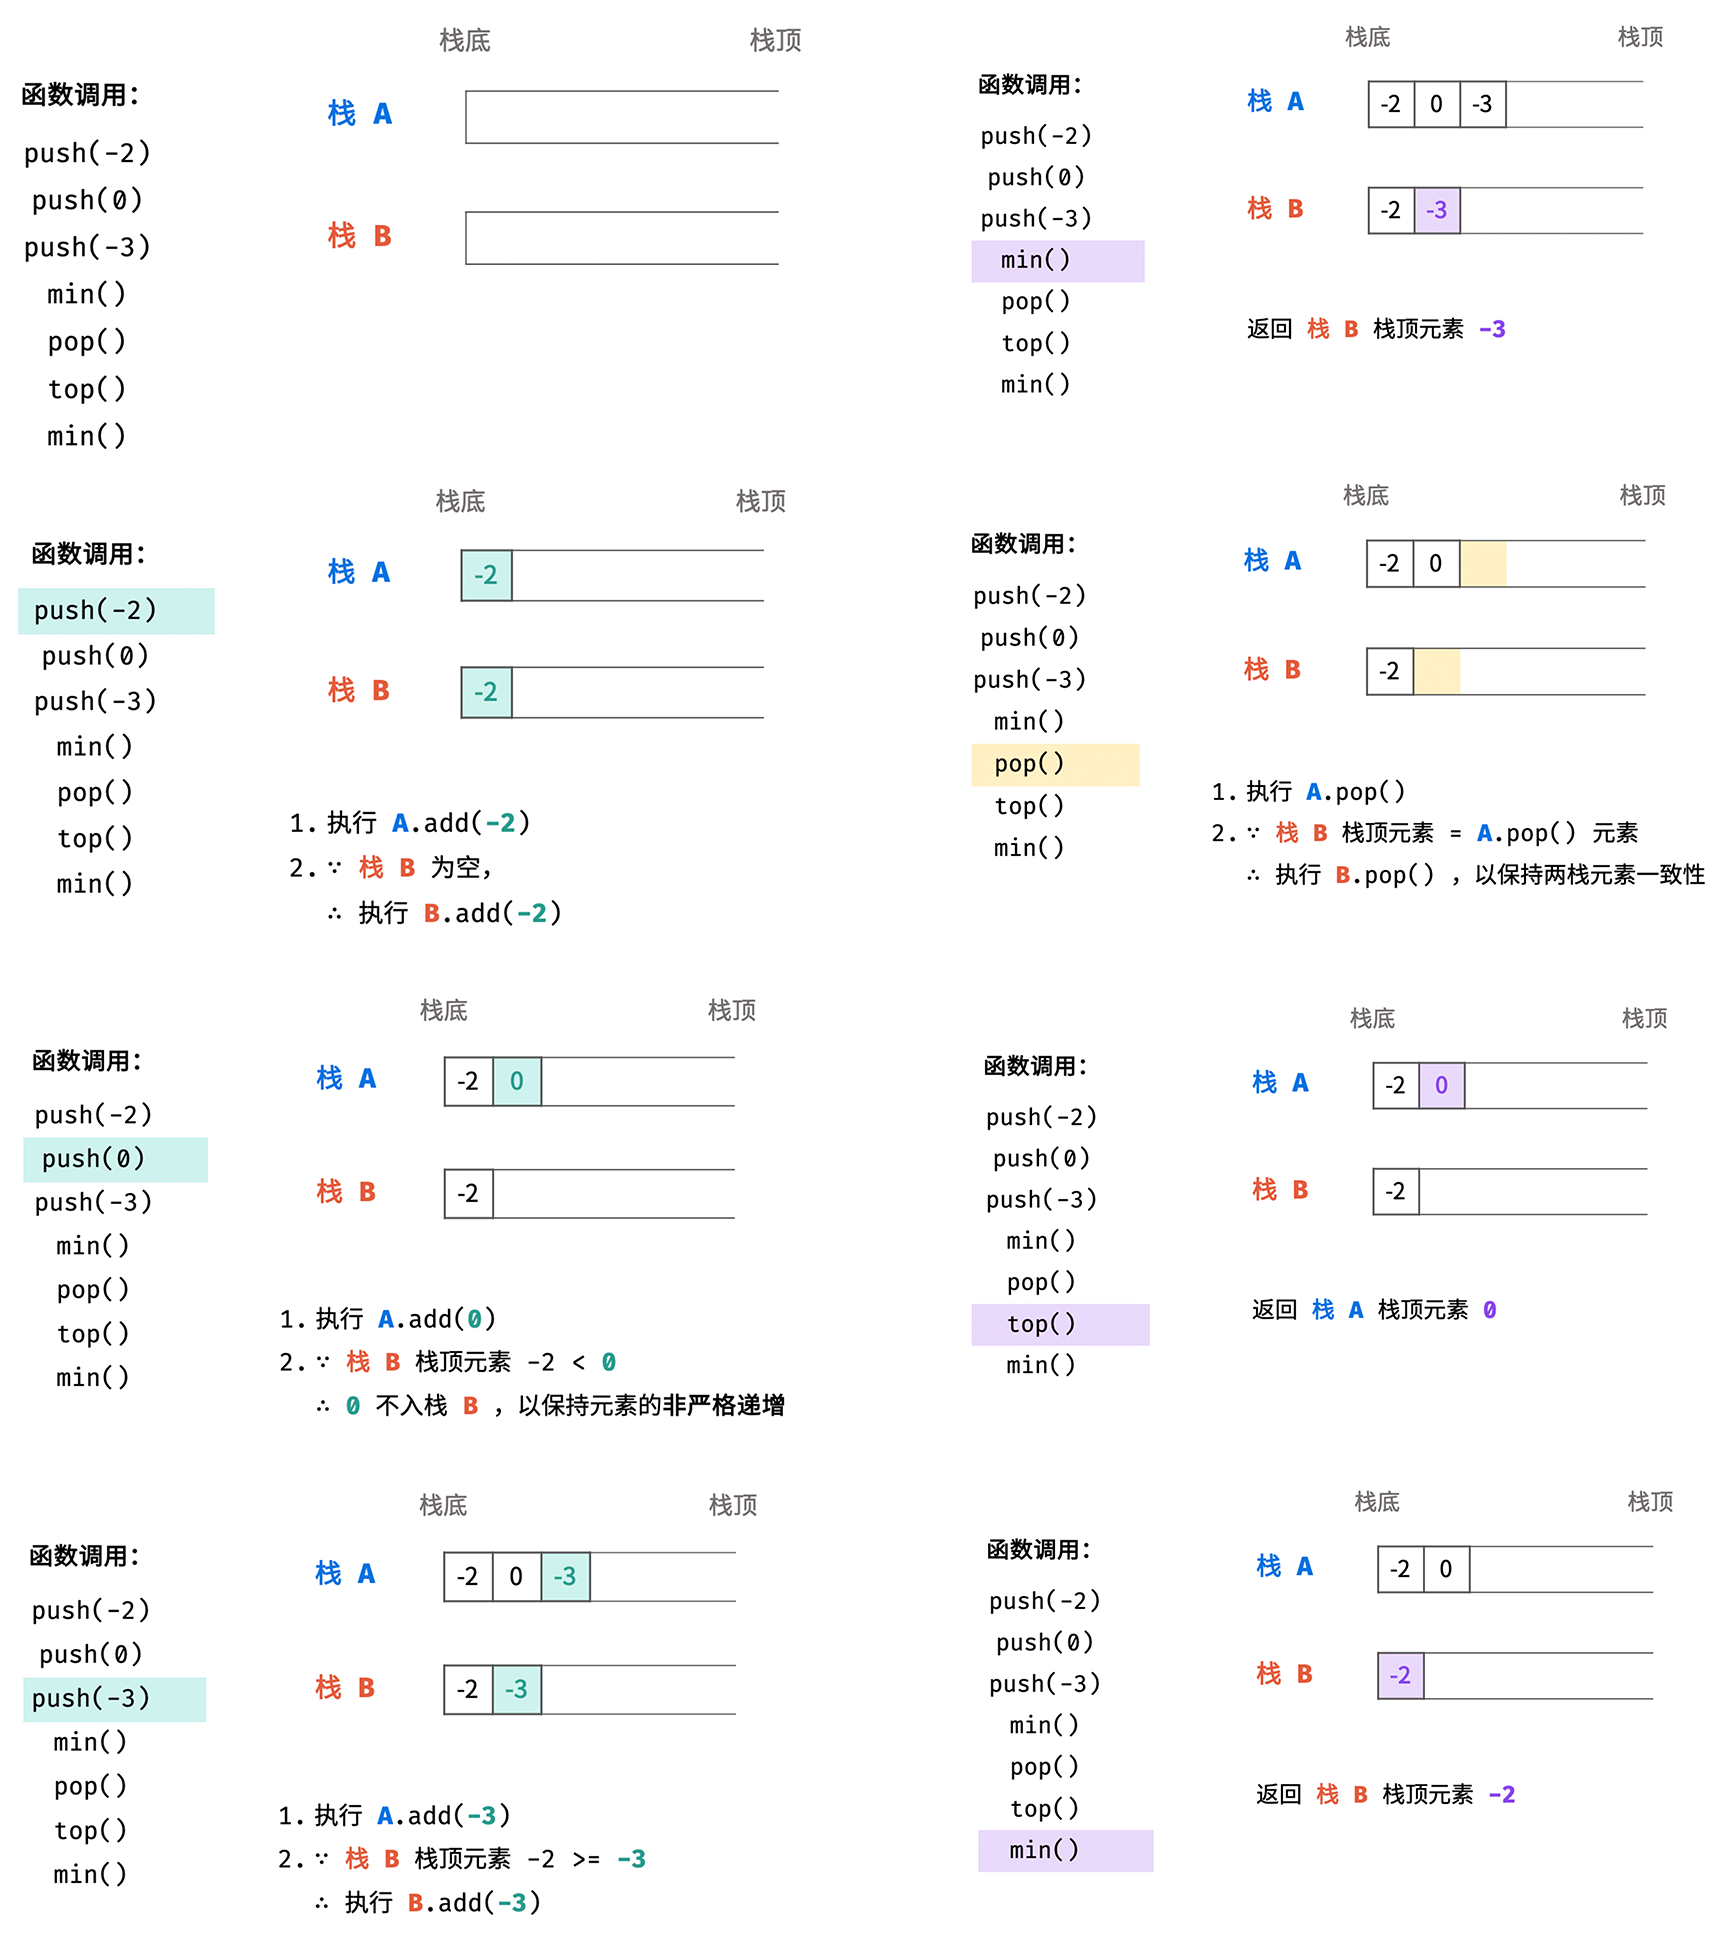 栈底 栈顶
函数调用：
栈 A
push(-2)
push(0)
栈 B
push(-3)
min()
pop()
top()
min()
栈底 栈顶
函数调用：
栈 A -2
push(-2)
push(0)
栈 B -2
push(-3)
min()
pop()
top()
min()
1. 执行 A.add(-2)
2. ∵ 栈 B 为空，
∴ 执行 B.add(-2)
栈底 栈顶
函数调用：
栈 A -2 0
push(-2)
push(0)
栈 B -2
push(-3)
min()
pop()
top()
min()
1. 执行 A.add(0)
2. ∵ 栈 B 栈顶元素 -2 < 0
∴ 0 不入栈 B ，以保持元素的非严格递增
栈底 栈顶
函数调用：
栈 A -2 0 -3
push(-2)
push(0)
栈 B -2 -3
push(-3)
min()
pop()
top()
min()
1. 执行 A.add(-3)
2. ∵ 栈 B 栈顶元素 -2 >= -3
∴ 执行 B.add(-3)
栈底 栈顶
函数调用：
栈 A -2 0 -3
push(-2)
push(0)
栈 B -2 -3
push(-3)
min()
pop()
top()
min()
返回 栈 B 栈顶元素 -3
栈底 栈顶
函数调用：
栈 A -2 0
push(-2)
push(0)
栈 B -2
push(-3)
min()
pop()
top()
min()
1. 执行 A.pop()
2. ∵ 栈 B 栈顶元素 = A.pop() 元素
∴ 执行 B.pop() ，以保持两栈元素一致性
栈底 栈顶
函数调用：
栈 A -2 0
push(-2)
push(0)
栈 B -2
push(-3)
min()
pop()
top()
min()
返回 栈 A 栈顶元素 0
栈底 栈顶
函数调用：
栈 A -2 0
push(-2)
push(0)
栈 B -2
push(-3)
min()
pop()
top()
min()
返回 栈 B 栈顶元素 -2